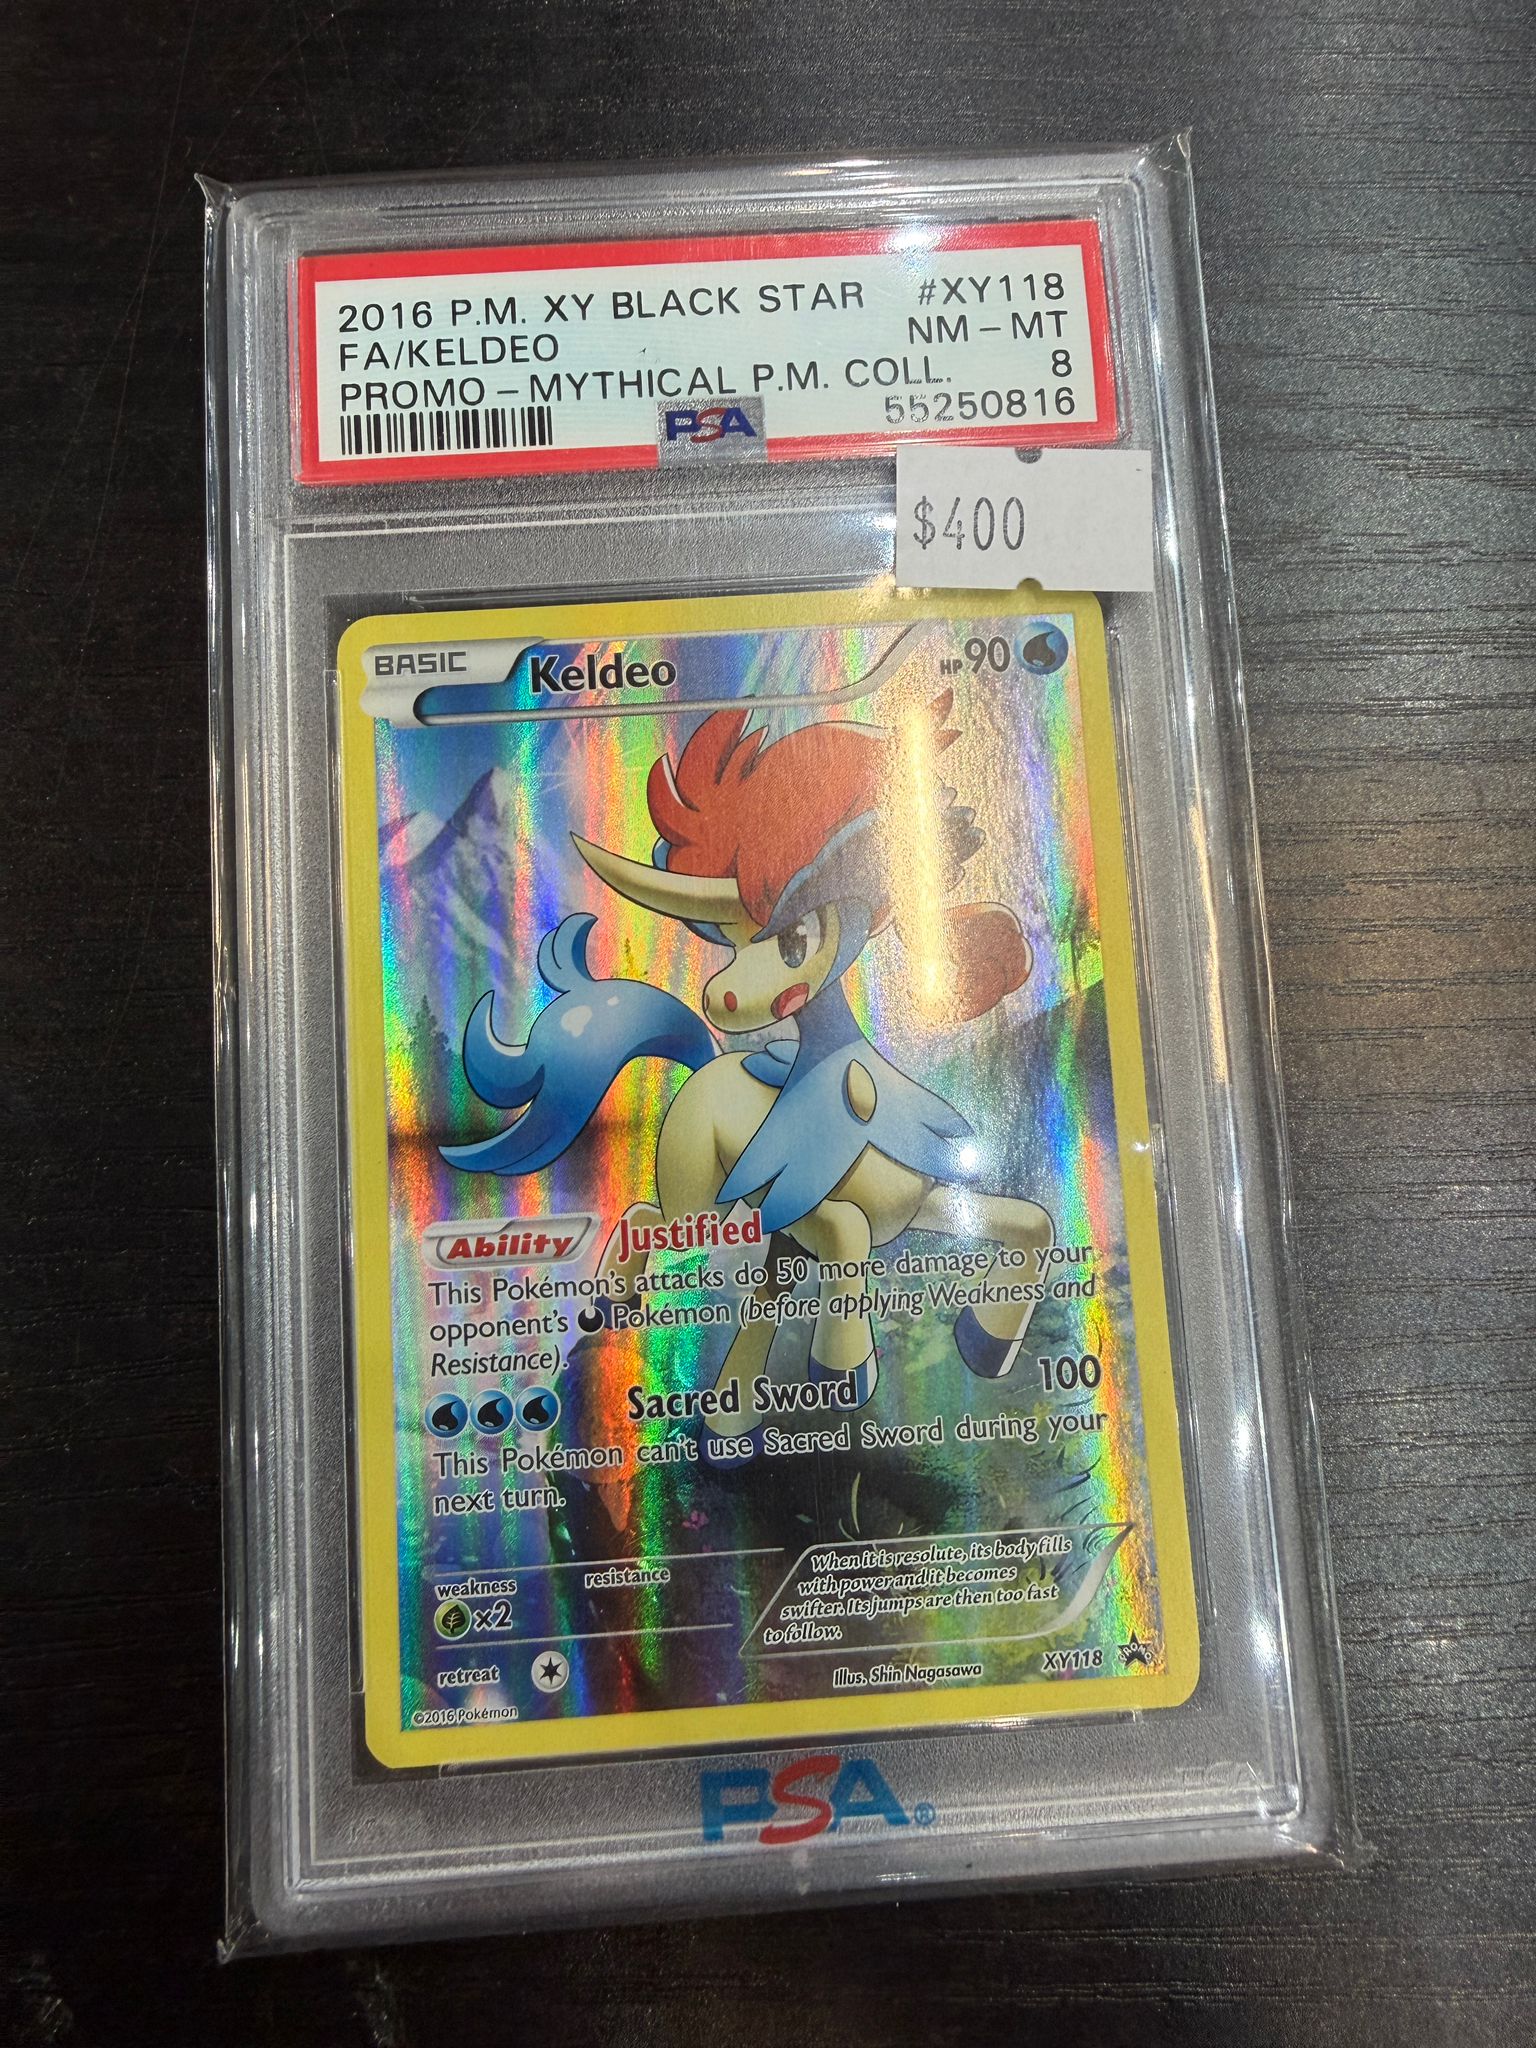 2016 P.M. XY BLACK STAR #XY118
FA/KELDEO NM - MT
PROMO - MYTHICAL P.M. COLL. 8
55250816
PSA
$400
BASIC Keldeo HP90
Ability Justified
This Pokémon's attacks do 50 more damage to your
opponent's Pokémon (before applying Weakness and
Resistance).
Sacred Sword 100
This Pokémon can't use Sacred Sword during your
next turn.
weakness resistance
x2
When it is resolute, its body fills
with power and it becomes
swifter. Its jumps are then too fast
to follow.
retreat
Illus. Shin Nagasawa XY118 PROMO
©2016 Pokémon
PSA®